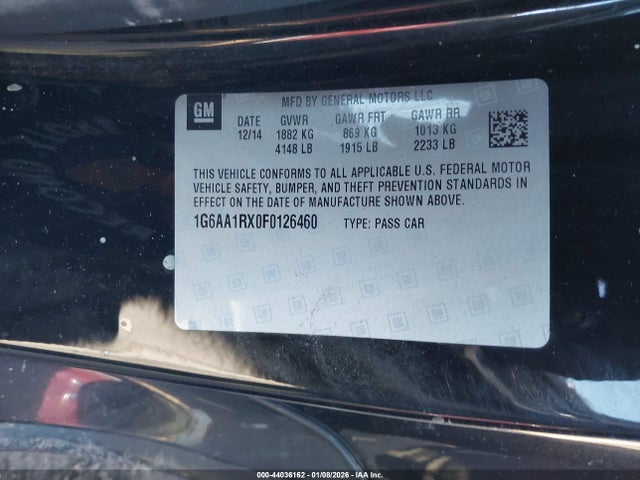 GM
MFD BY GENERAL MOTORS LLC
DATE GVWR GAWR FRT GAWR RR
12/14 1882 KG 869 KG 1013 KG
4148 LB 1915 LB 2233 LB
THIS VEHICLE CONFORMS TO ALL APPLICABLE U.S. FEDERAL MOTOR
VEHICLE SAFETY, BUMPER, AND THEFT PREVENTION STANDARDS IN
EFFECT ON THE DATE OF MANUFACTURE SHOWN ABOVE.
1G6AA1RX0F0126460 TYPE: PASS CAR
000-44036162 - 01/08/2026 - IAAI.com